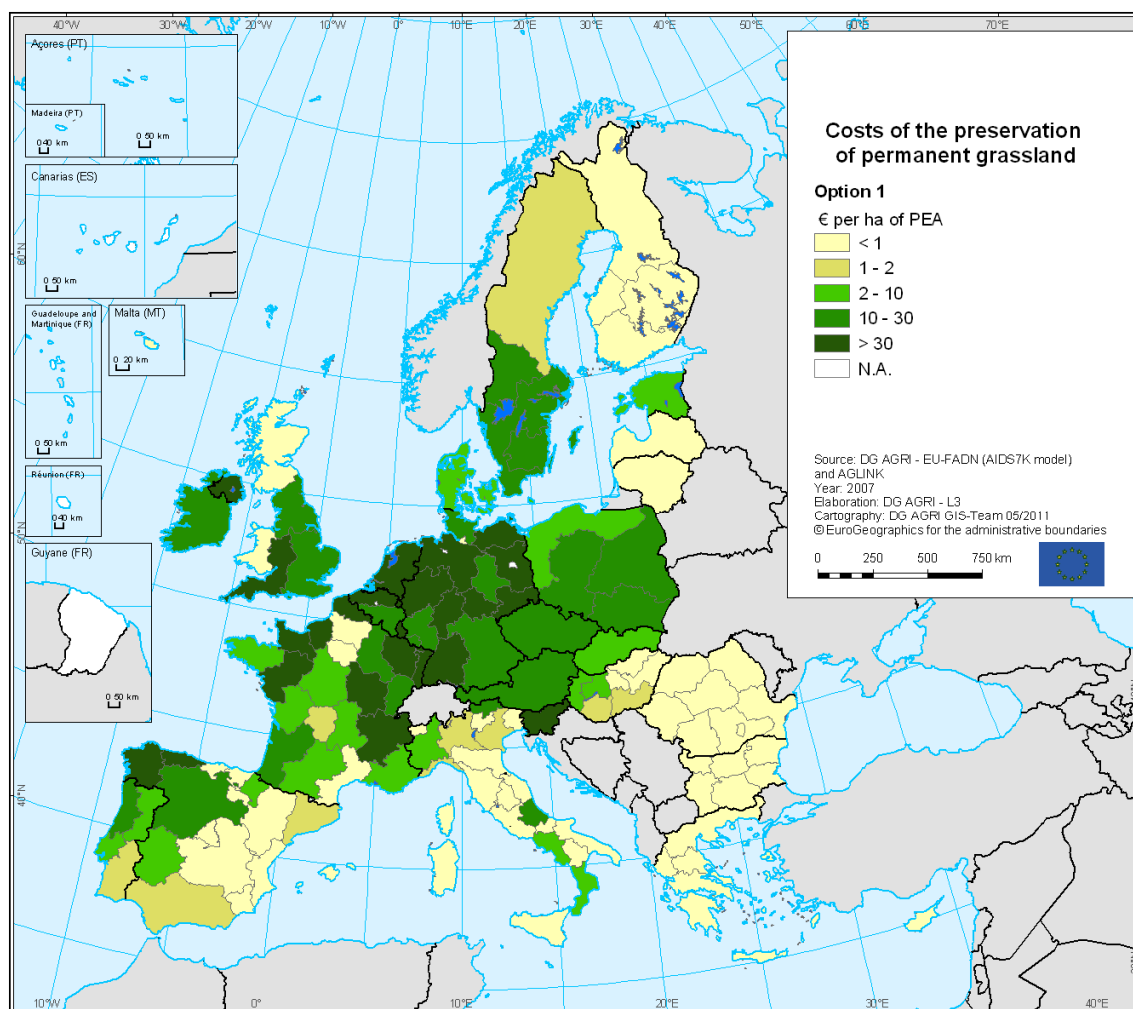 30°W
20°W
10°W
0°
10°E
20°E
30°E
40°E
70°E
Açores (PT)
0 50 km
Madeira (PT)
0 40 km
Canarias (ES)
0 50 km
Guadeloupe and
Martinique (FR)
0 50 km
Malta (MT)
0 20 km
Réunion (FR)
0 40 km
Guyane (FR)
0 50 km
60°N
50°N
40°N
Costs of the preservation
of permanent grassland
Option 1
€ per ha of PEA
< 1
1 - 2
2 - 10
10 - 30
> 30
N.A.
Source: DG AGRI - EU-FADN (AIDS7K model)
and AGLINK
Year: 2007
Elaboration: DG AGRI - L3
Cartography: DG AGRI GIS-Team 05/2011
© EuroGeographics for the administrative boundaries
0 250 500 750 km
40°N
10°W
0°
10°E
20°E
30°E
40°E